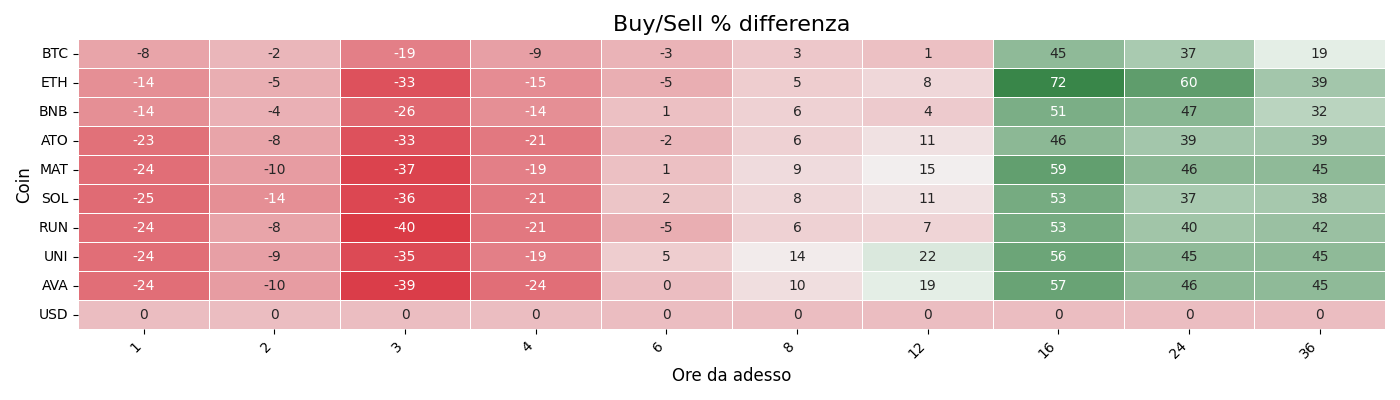 Buy/Sell % differenza
BTC -8 -2 -19 -9 -3 3 1 45 37 19
ETH -14 -5 -33 -15 -5 5 8 72 60 39
BNB -14 -4 -26 -14 1 6 4 51 47 32
ATO -23 -8 -33 -21 -2 6 11 46 39 39
MAT -24 -10 -37 -19 1 9 15 59 46 45
SOL -25 -14 -36 -21 2 8 11 53 37 38
RUN -24 -8 -40 -21 -5 6 7 53 40 42
UNI -24 -9 -35 -19 5 14 22 56 45 45
AVA -24 -10 -39 -24 0 10 19 57 46 45
USD 0 0 0 0 0 0 0 0 0 0
Coin
1 2 3 4 6 8 12 16 24 36
Ore da adesso